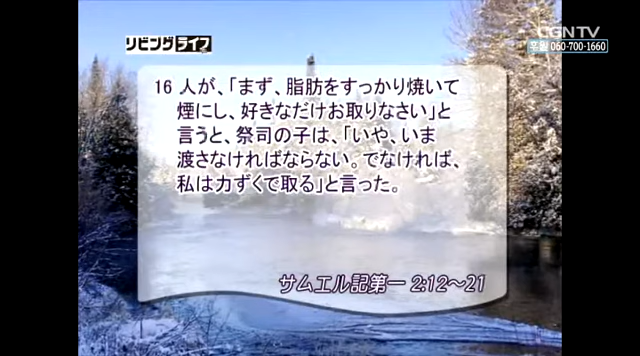 リビングライフ
CGNTV
후원 060-700-1660
16 人が、「まず、脂肪をすっかり焼いて
煙にし、好きなだけお取りなさい」と
言うと、祭司の子は、「いや、いま
渡さなければならない。でなければ、
私は力ずくで取る」と言った。
サムエル記第一 2:12〜21